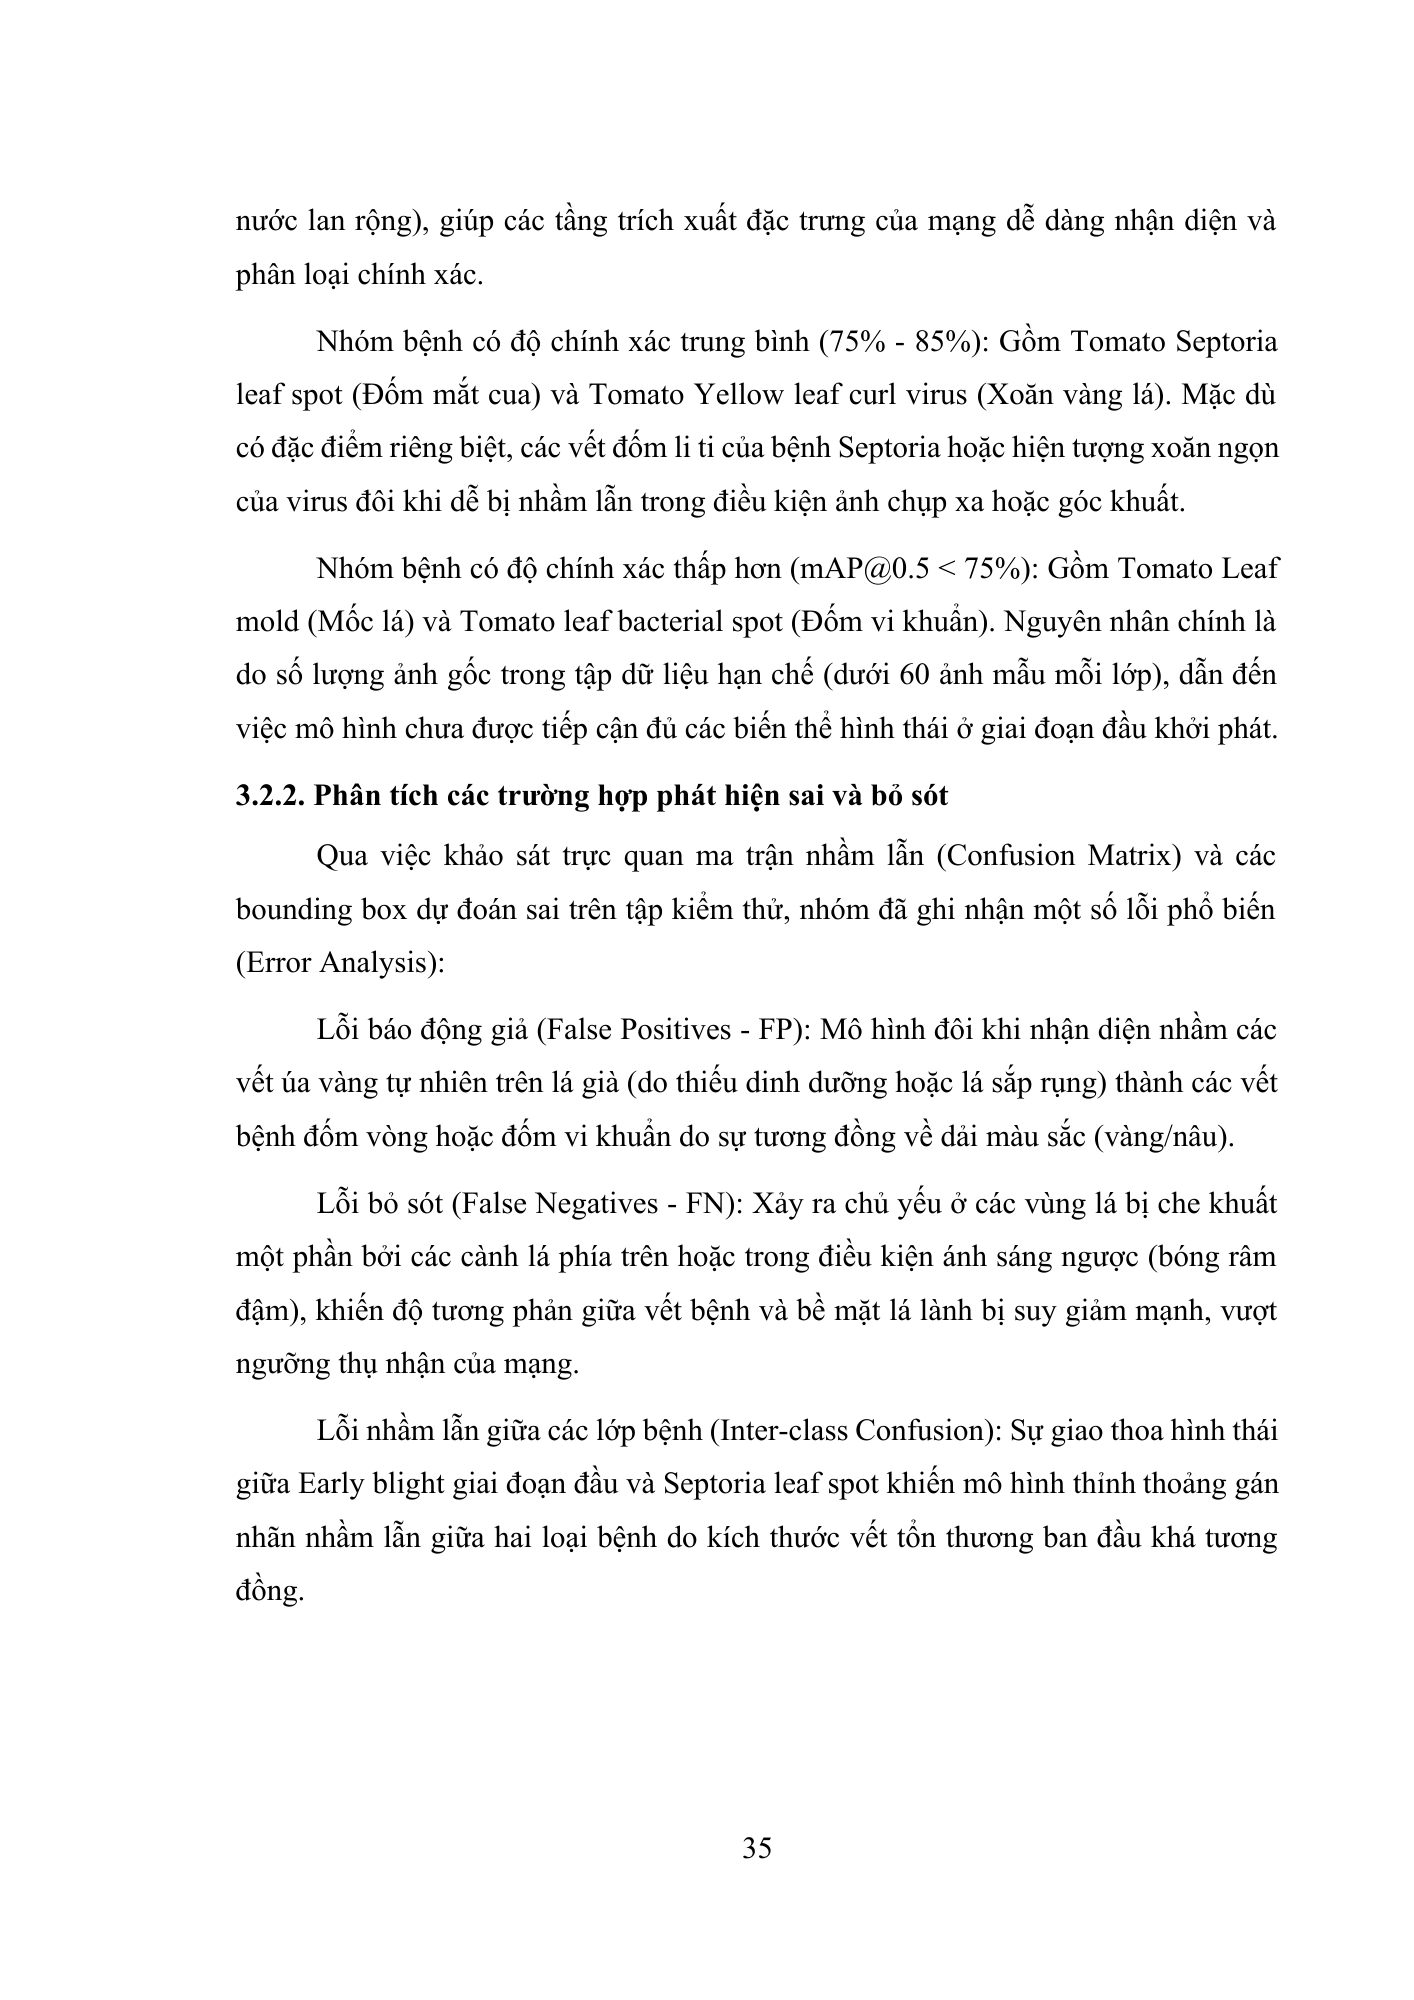 nước lan rộng), giúp các tầng trích xuất đặc trưng của mạng dễ dàng nhận diện và
phân loại chính xác.
Nhóm bệnh có độ chính xác trung bình (75% - 85%): Gồm Tomato Septoria
leaf spot (Đốm mắt cua) và Tomato Yellow leaf curl virus (Xoăn vàng lá). Mặc dù
có đặc điểm riêng biệt, các vết đốm li ti của bệnh Septoria hoặc hiện tượng xoăn ngọn
của virus đôi khi dễ bị nhầm lẫn trong điều kiện ảnh chụp xa hoặc góc khuất.
Nhóm bệnh có độ chính xác thấp hơn (mAP@0.5 < 75%): Gồm Tomato Leaf
mold (Mốc lá) và Tomato leaf bacterial spot (Đốm vi khuẩn). Nguyên nhân chính là
do số lượng ảnh gốc trong tập dữ liệu hạn chế (dưới 60 ảnh mẫu mỗi lớp), dẫn đến
việc mô hình chưa được tiếp cận đủ các biến thể hình thái ở giai đoạn đầu khởi phát.
3.2.2. Phân tích các trường hợp phát hiện sai và bỏ sót
Qua việc khảo sát trực quan ma trận nhầm lẫn (Confusion Matrix) và các
bounding box dự đoán sai trên tập kiểm thử, nhóm đã ghi nhận một số lỗi phổ biến
(Error Analysis):
Lỗi báo động giả (False Positives - FP): Mô hình đôi khi nhận diện nhầm các
vết úa vàng tự nhiên trên lá già (do thiếu dinh dưỡng hoặc lá sắp rụng) thành các vết
bệnh đốm vòng hoặc đốm vi khuẩn do sự tương đồng về dải màu sắc (vàng/nâu).
Lỗi bỏ sót (False Negatives - FN): Xảy ra chủ yếu ở các vùng lá bị che khuất
một phần bởi các cành lá phía trên hoặc trong điều kiện ánh sáng ngược (bóng râm
đậm), khiến độ tương phản giữa vết bệnh và bề mặt lá lành bị suy giảm mạnh, vượt
ngưỡng thụ nhận của mạng.
Lỗi nhầm lẫn giữa các lớp bệnh (Inter-class Confusion): Sự giao thoa hình thái
giữa Early blight giai đoạn đầu và Septoria leaf spot khiến mô hình thỉnh thoảng gán
nhãn nhầm lẫn giữa hai loại bệnh do kích thước vết tổn thương ban đầu khá tương
đồng.
35